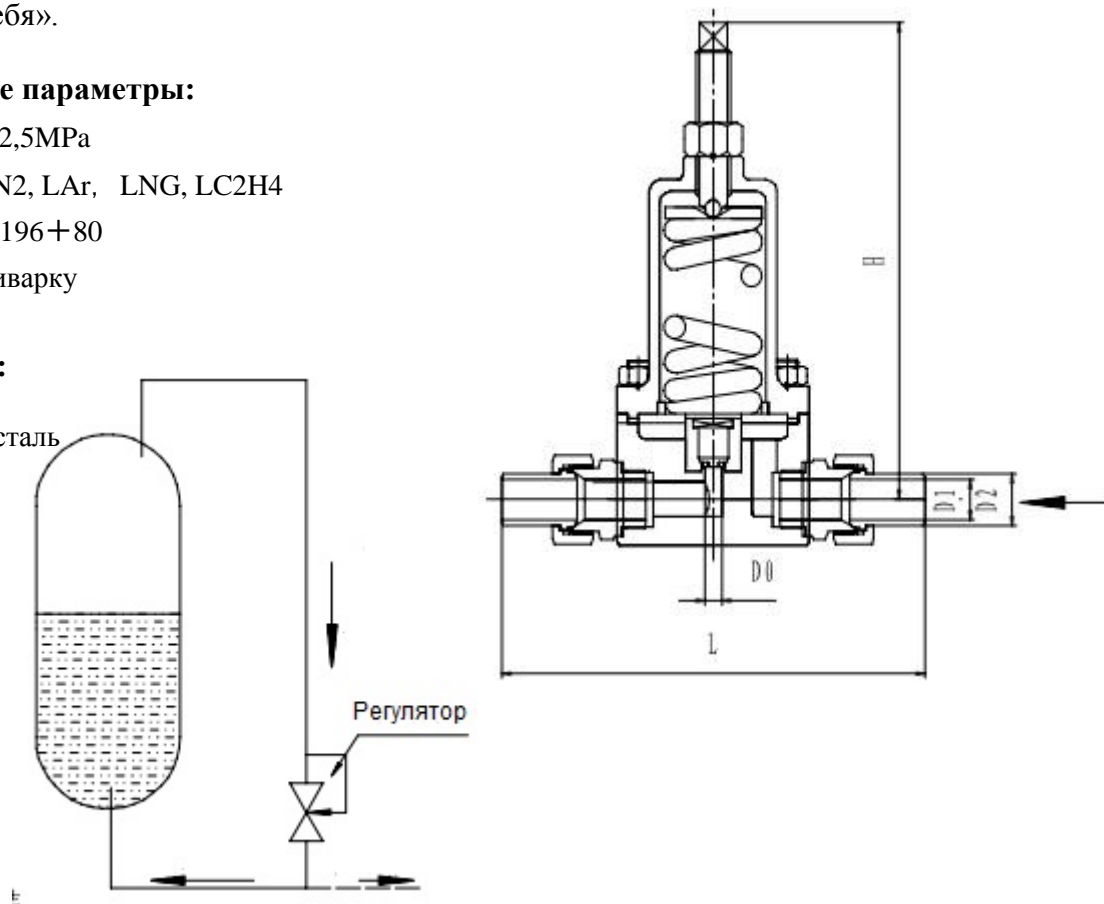 ебя».
е параметры:
2,5MPa
N2, LAr, LNG, LC2H4
196+80
иварку
:
сталь
Регулятор
H
D1
D2
D0
L